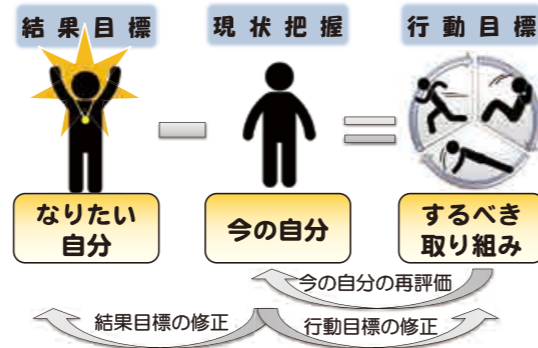 結果目標
現状把握
行動目標
なりたい
自分
今の自分
するべき
取り組み
今の自分の再評価
結果目標の修正
行動目標の修正